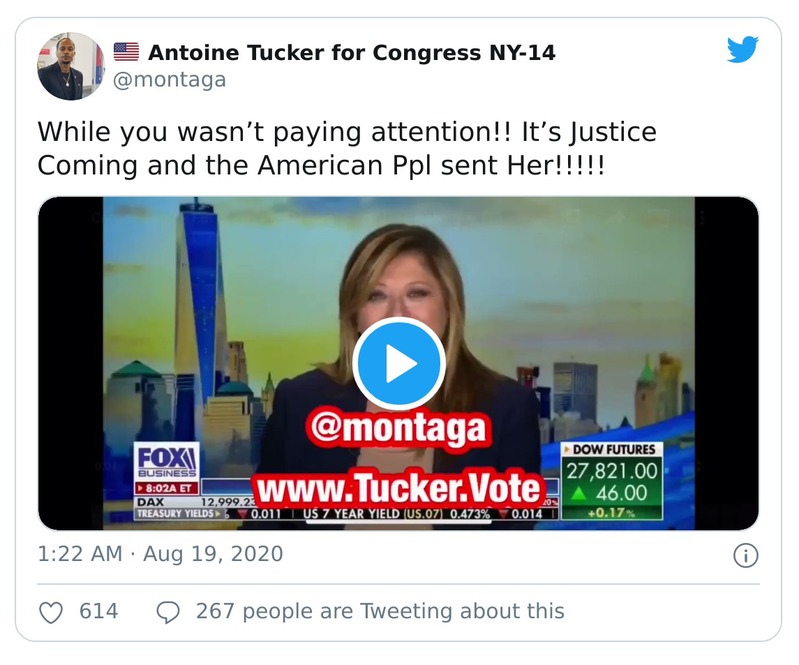 Antoine Tucker for Congress NY-14
@montaga
While you wasn’t paying attention!! It’s Justice
Coming and the American Ppl sent Her!!!!!
@montaga
www.Tucker.Vote
FOX
BUSINESS
8:02A ET
DAX 12,999.2
TREASURY YIELDS % 0.011 US 7 YEAR YIELD (US.07) 0.473% 0.014
DOW FUTURES
27,821.00
46.00
+0.17%
1:22 AM · Aug 19, 2020
614 267 people are Tweeting about this